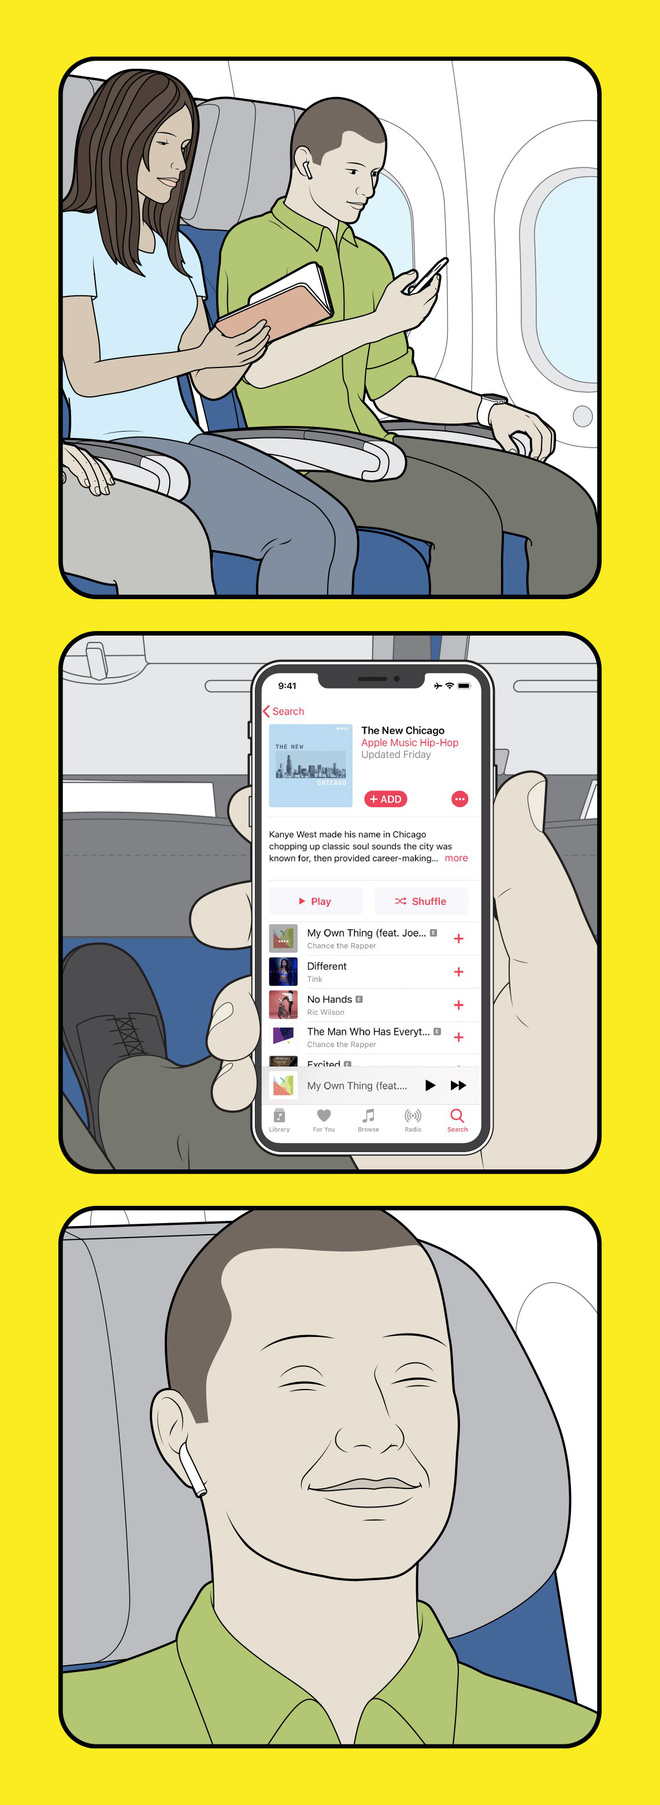 9:41
Search
THE NEW
CHICAGO
The New Chicago
Apple Music Hip-Hop
Updated Friday
+ ADD
Kanye West made his name in Chicago
chopping up classic soul sounds the city was
known for, then provided career-making... more
Play
Shuffle
My Own Thing (feat. Joe... E
Chance the Rapper
Different
Tink
No Hands E
Ric Wilson
The Man Who Has Everyt... E
Chance the Rapper
Excited E
My Own Thing (feat....
Library
For You
Browse
Radio
Search